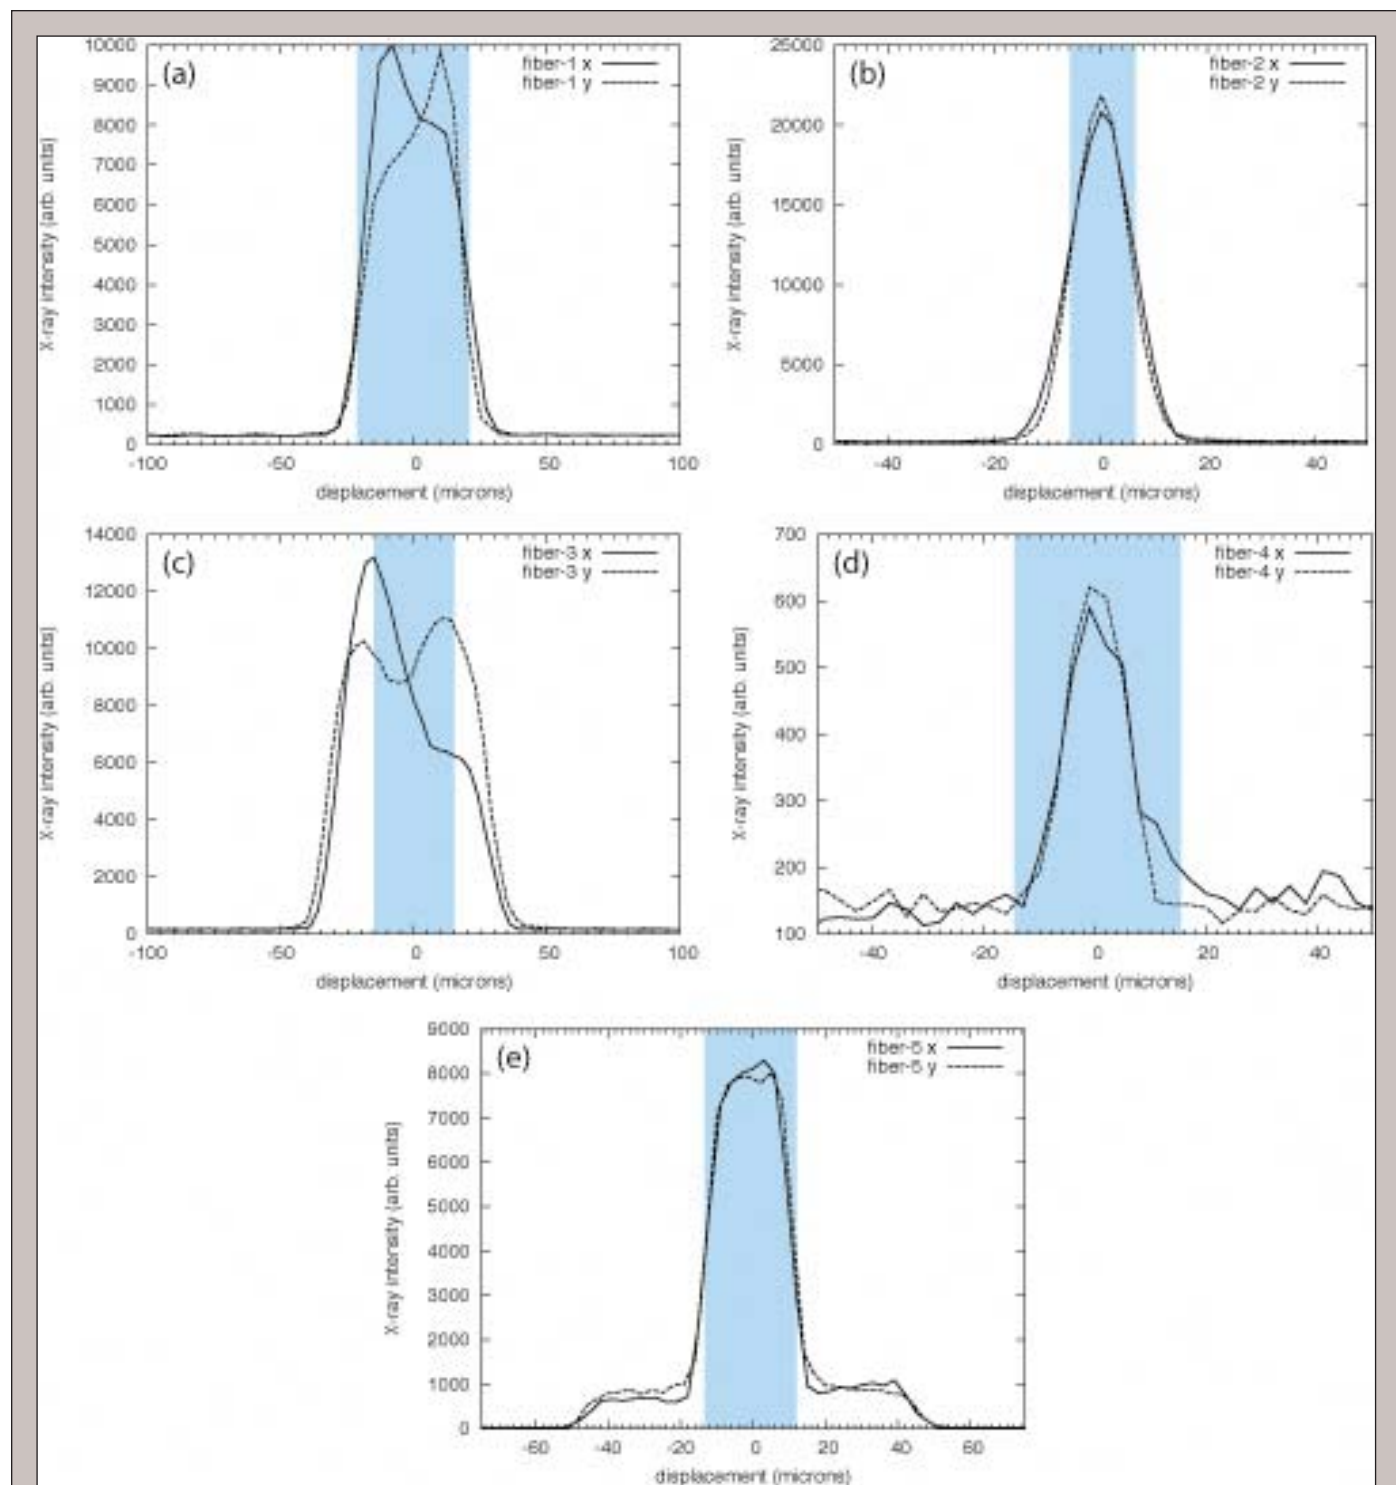 (a)
fiber-1 x
fiber-1 y
10000
9000
8000
7000
6000
5000
4000
3000
2000
1000
0
-100
-50
0
50
100
X-ray intensity (arb. units)
displacement (microns)
(b)
fiber-2 x
fiber-2 y
25000
20000
15000
10000
5000
0
-40
-20
0
20
40
X-ray intensity (arb. units)
displacement (microns)
(c)
fiber-3 x
fiber-3 y
14000
12000
10000
8000
6000
4000
2000
0
-100
-50
0
50
100
X-ray intensity (arb. units)
displacement (microns)
(d)
fiber-4 x
fiber-4 y
700
600
500
400
300
200
100
-40
-20
0
20
40
X-ray intensity (arb. units)
displacement (microns)
(e)
fiber-5 x
fiber-5 y
9000
8000
7000
6000
5000
4000
3000
2000
1000
0
-60
-40
-20
0
20
40
60
X-ray intensity (arb. units)
displacement (microns)